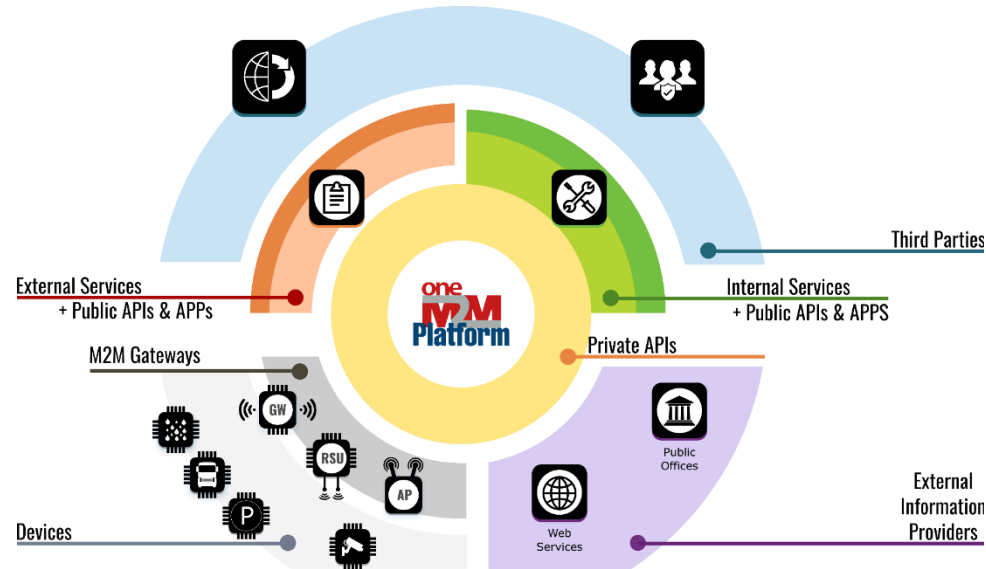 Third Parties
External Services
+ Public APIs & APPs
Internal Services
+ Public APIs & APPS
one
M2M
Platform
Private APIs
M2M Gateways
GW
RSU
AP
P
Devices
Public
Offices
Web
Services
External
Information
Providers